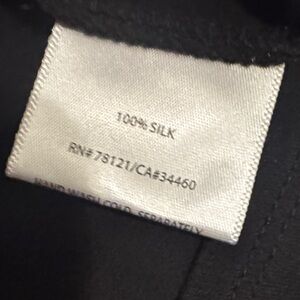 100% SILK
RN# 78121/CA#34460
HAND WASH COLD, SEPARATELY